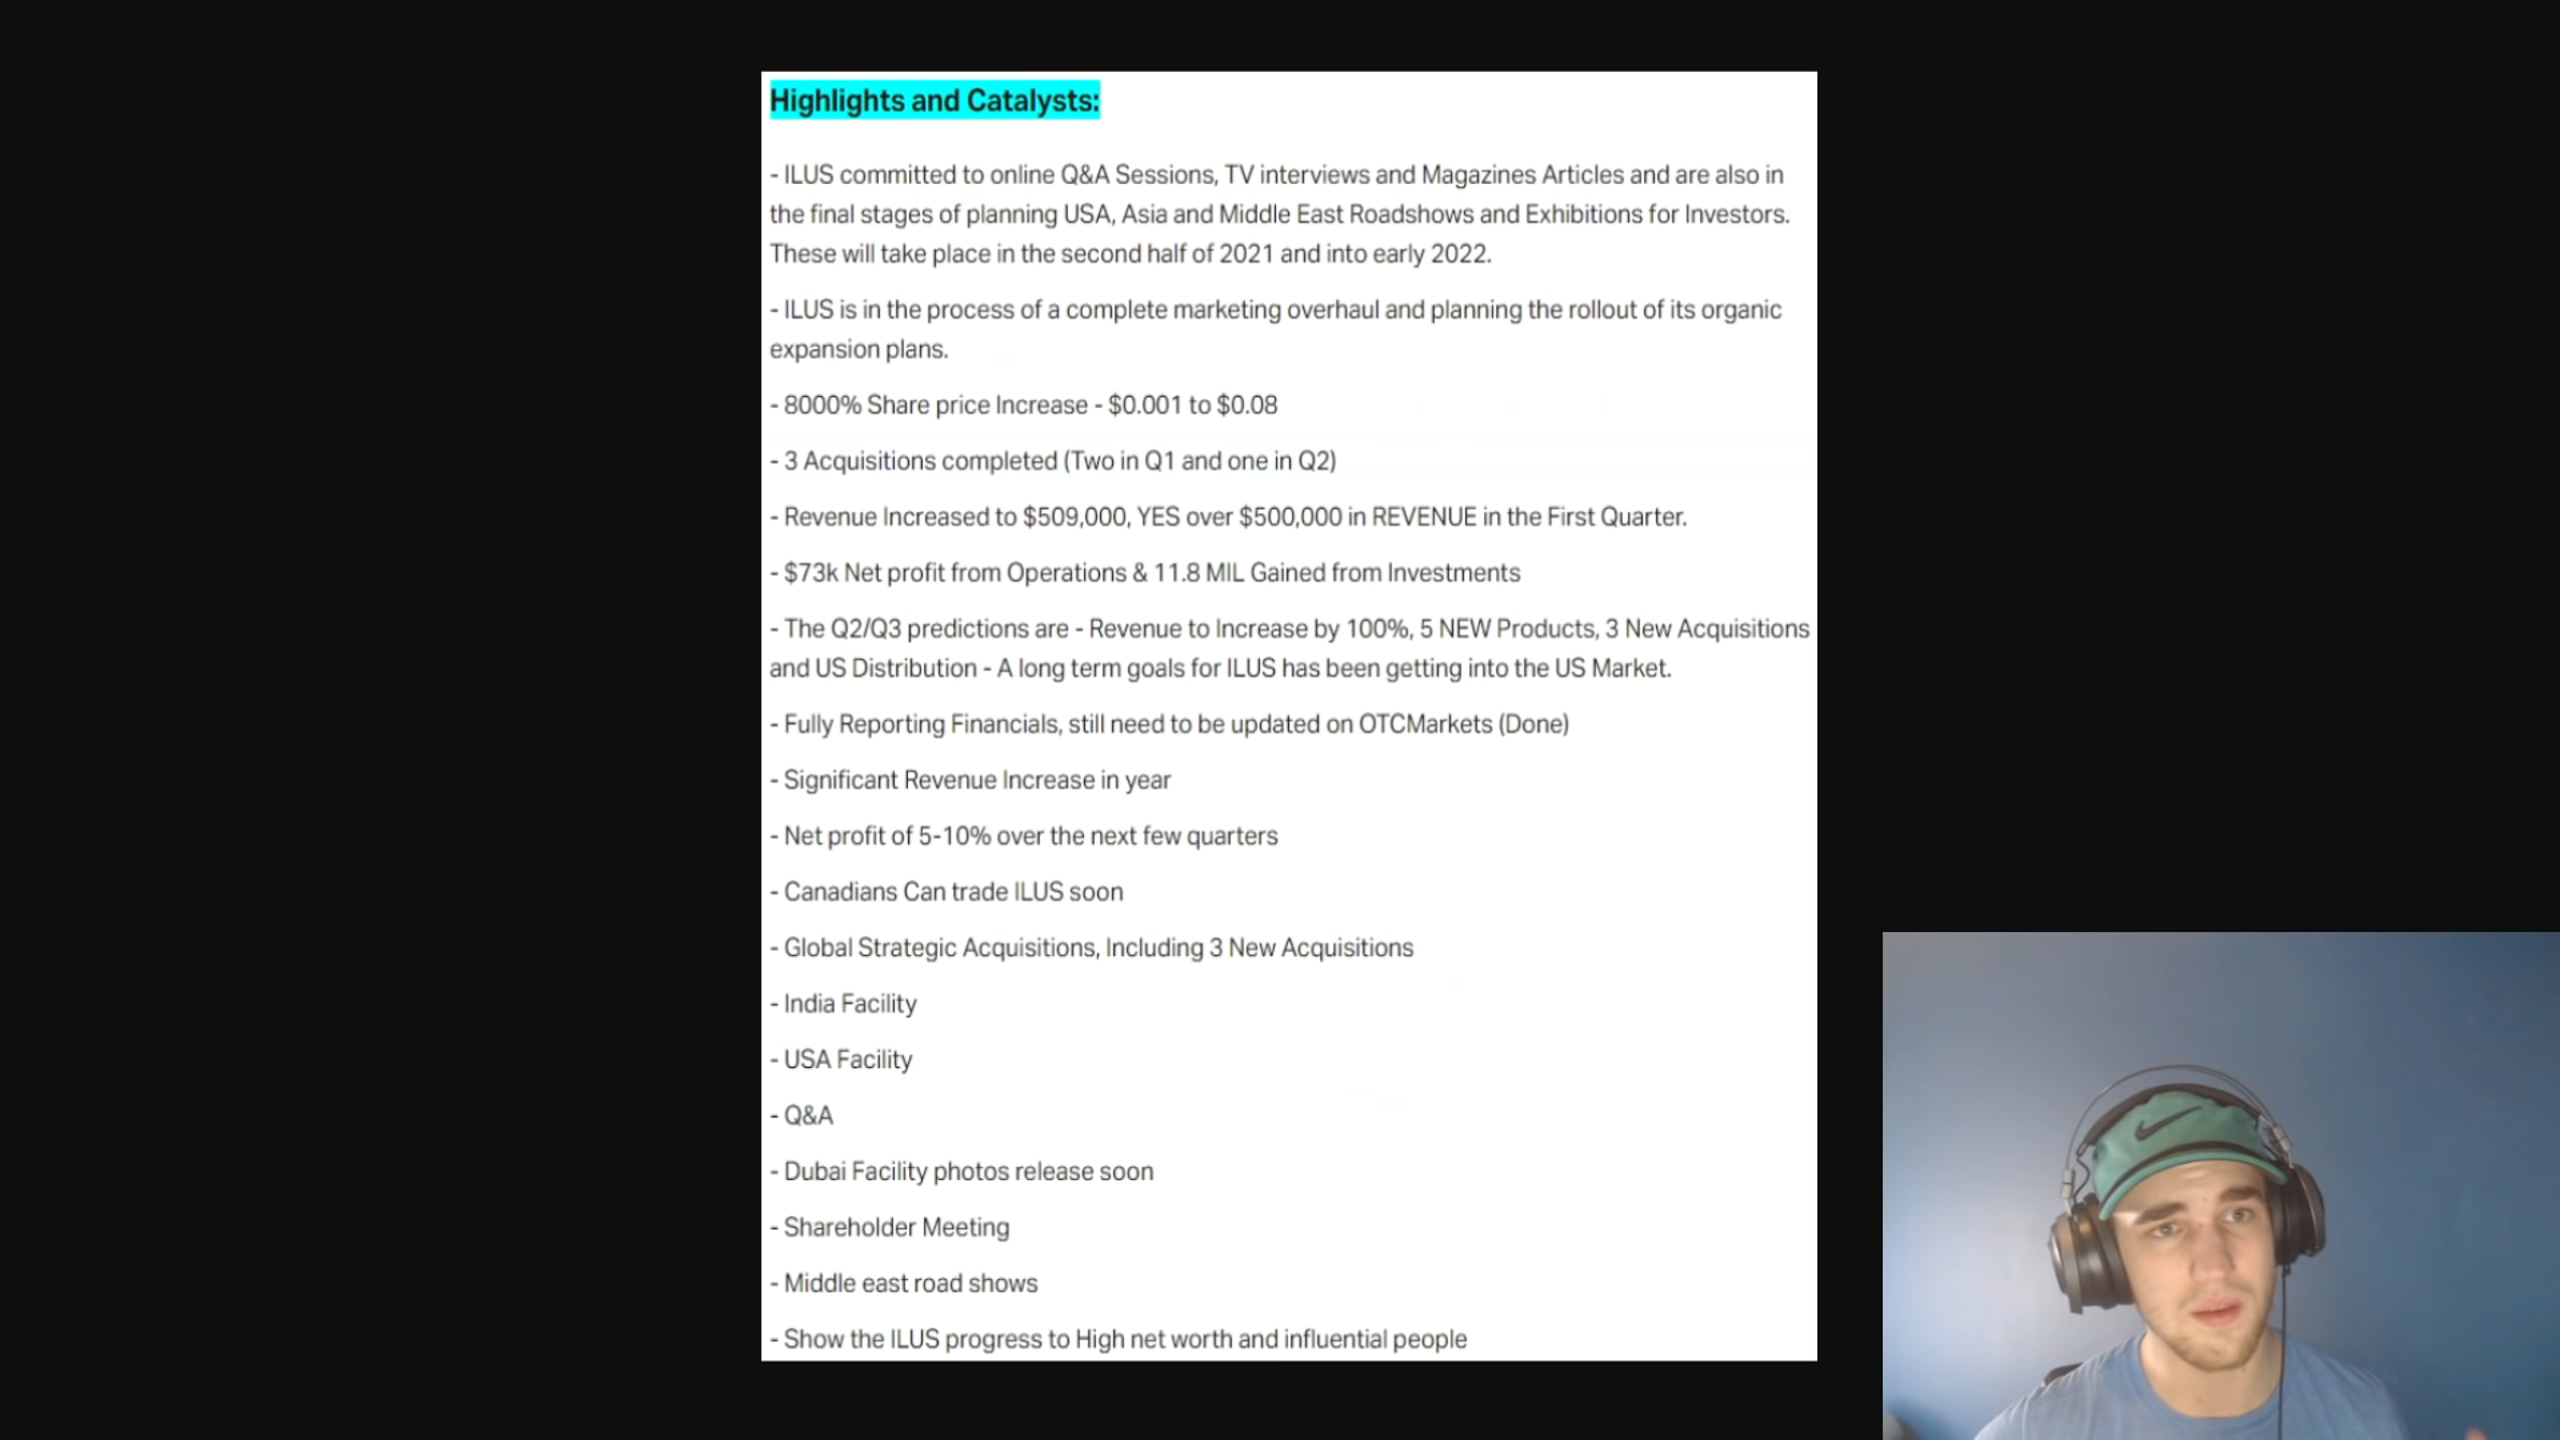 Highlights and Catalysts:
- ILUS committed to online Q&A Sessions, TV interviews and Magazines Articles and are also in
the final stages of planning USA, Asia and Middle East Roadshows and Exhibitions for Investors.
These will take place in the second half of 2021 and into early 2022.
- ILUS is in the process of a complete marketing overhaul and planning the rollout of its organic
expansion plans.
- 8000% Share price Increase - $0.001 to $0.08
- 3 Acquisitions completed (Two in Q1 and one in Q2)
- Revenue Increased to $509,000, YES over $500,000 in REVENUE in the First Quarter.
- $73k Net profit from Operations & 11.8 MIL Gained from Investments
- The Q2/Q3 predictions are - Revenue to Increase by 100%, 5 NEW Products, 3 New Acquisitions
and US Distribution - A long term goals for ILUS has been getting into the US Market.
- Fully Reporting Financials, still need to be updated on OTCMarkets (Done)
- Significant Revenue Increase in year
- Net profit of 5-10% over the next few quarters
- Canadians Can trade ILUS soon
- Global Strategic Acquisitions, Including 3 New Acquisitions
- India Facility
- USA Facility
- Q&A
- Dubai Facility photos release soon
- Shareholder Meeting
- Middle east road shows
- Show the ILUS progress to High net worth and influential people